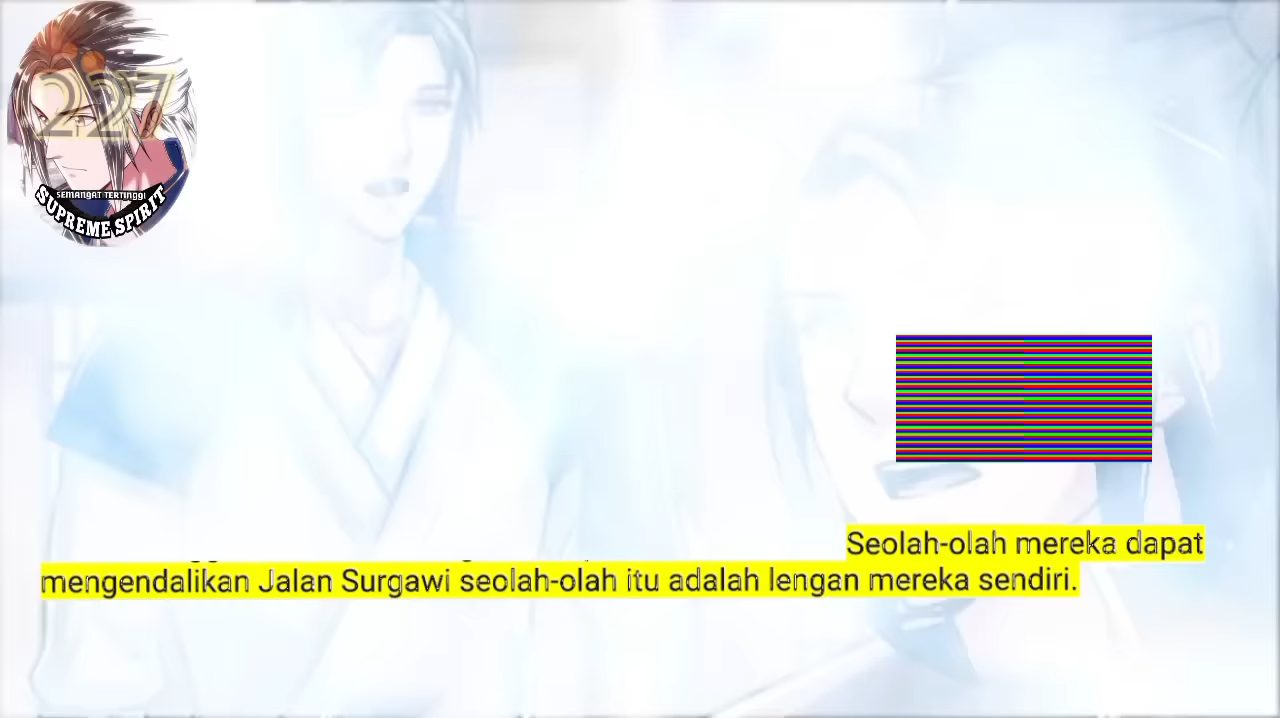 227
SEMANGAT TERTINGGI
SUPREME SPIRIT
Seolah-olah mereka dapat
mengendalikan Jalan Surgawi seolah-olah itu adalah lengan mereka sendiri.